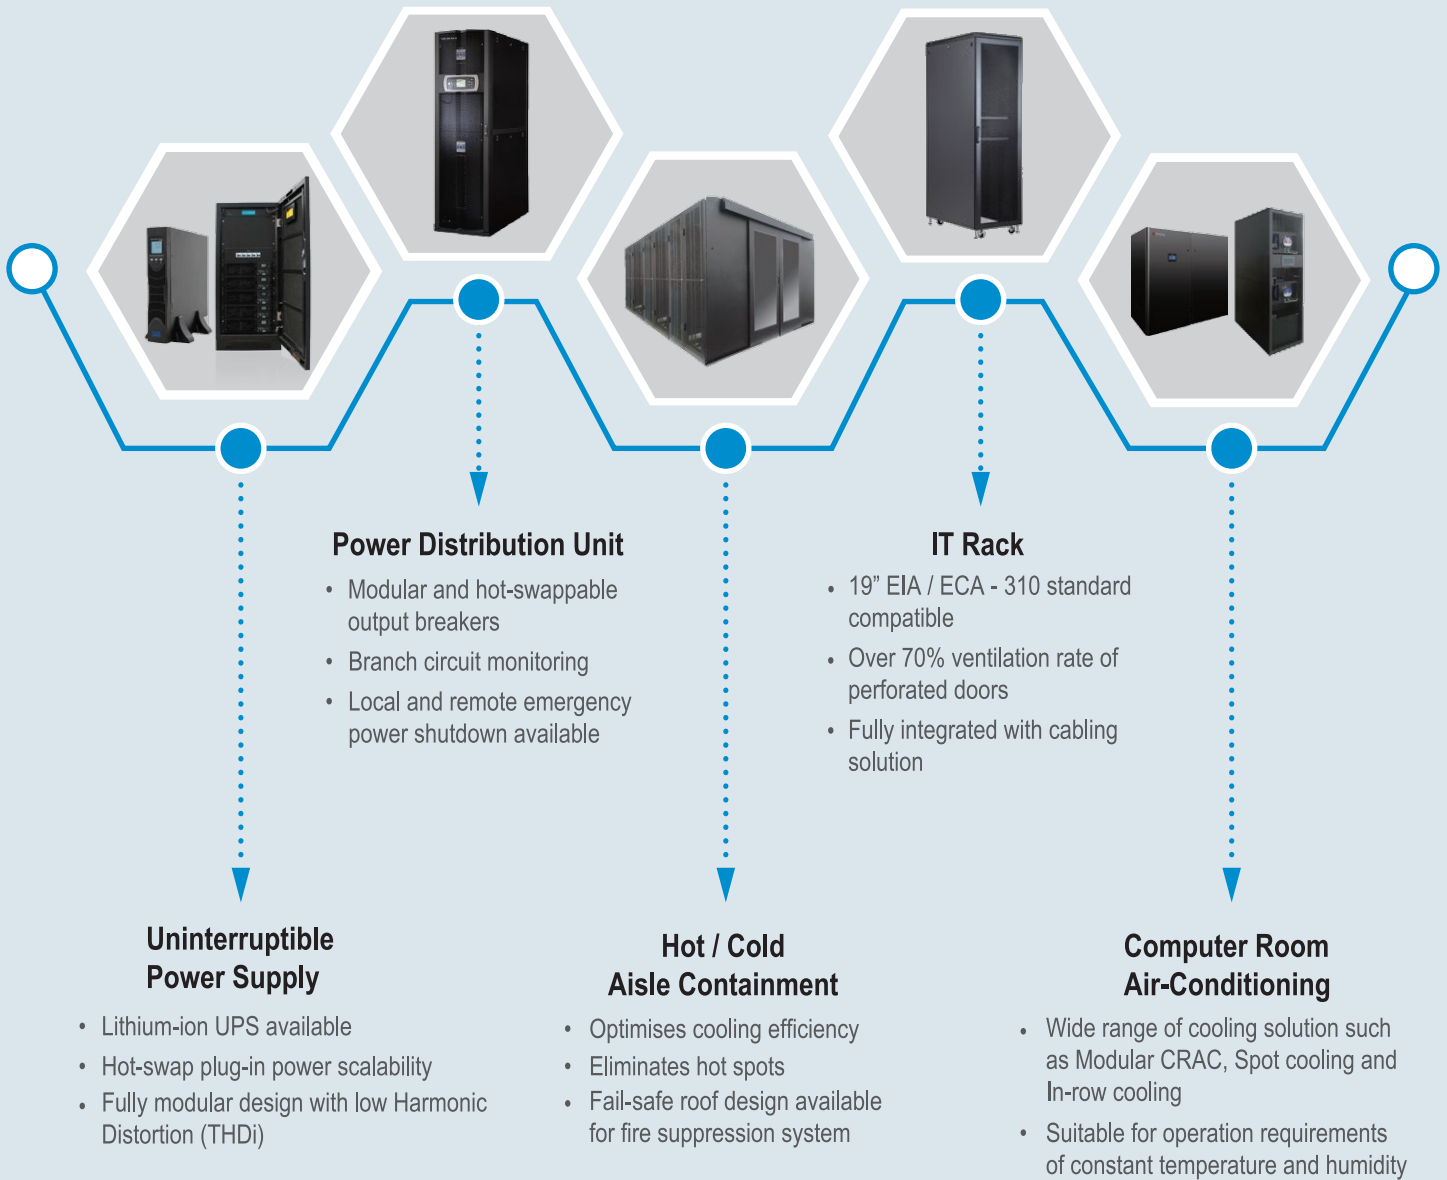 Power Distribution Unit
• Modular and hot-swappable
output breakers
• Branch circuit monitoring
• Local and remote emergency
power shutdown available
IT Rack
• 19” EIA / ECA - 310 standard
compatible
• Over 70% ventilation rate of
perforated doors
• Fully integrated with cabling
solution
Uninterruptible
Power Supply
• Lithium-ion UPS available
• Hot-swap plug-in power scalability
• Fully modular design with low Harmonic
Distortion (THDi)
Hot / Cold
Aisle Containment
• Optimises cooling efficiency
• Eliminates hot spots
• Fail-safe roof design available
for fire suppression system
Computer Room
Air-Conditioning
• Wide range of cooling solution such
as Modular CRAC, Spot cooling and
In-row cooling
• Suitable for operation requirements
of constant temperature and humidity